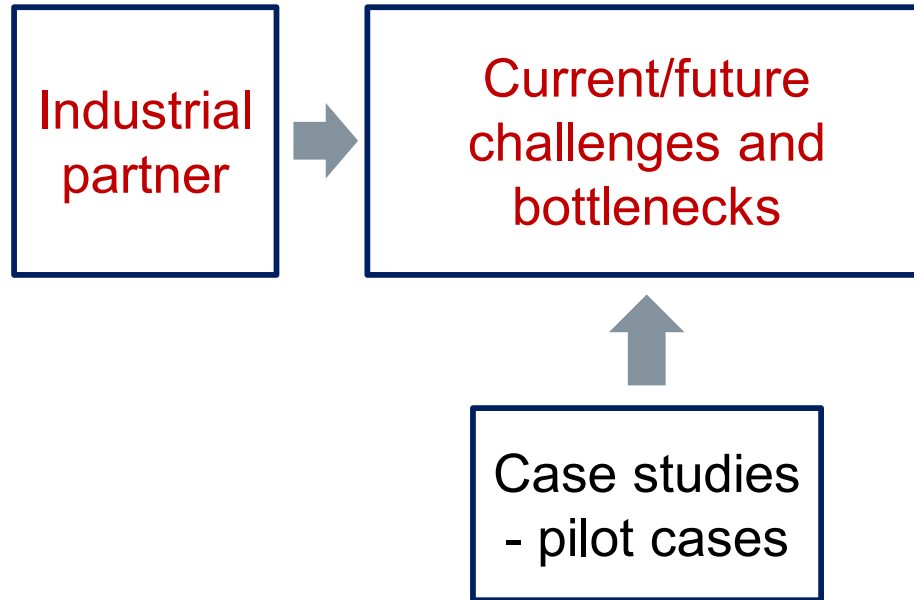 Industrial
partner
Current/future
challenges and
bottlenecks
Case studies
- pilot cases